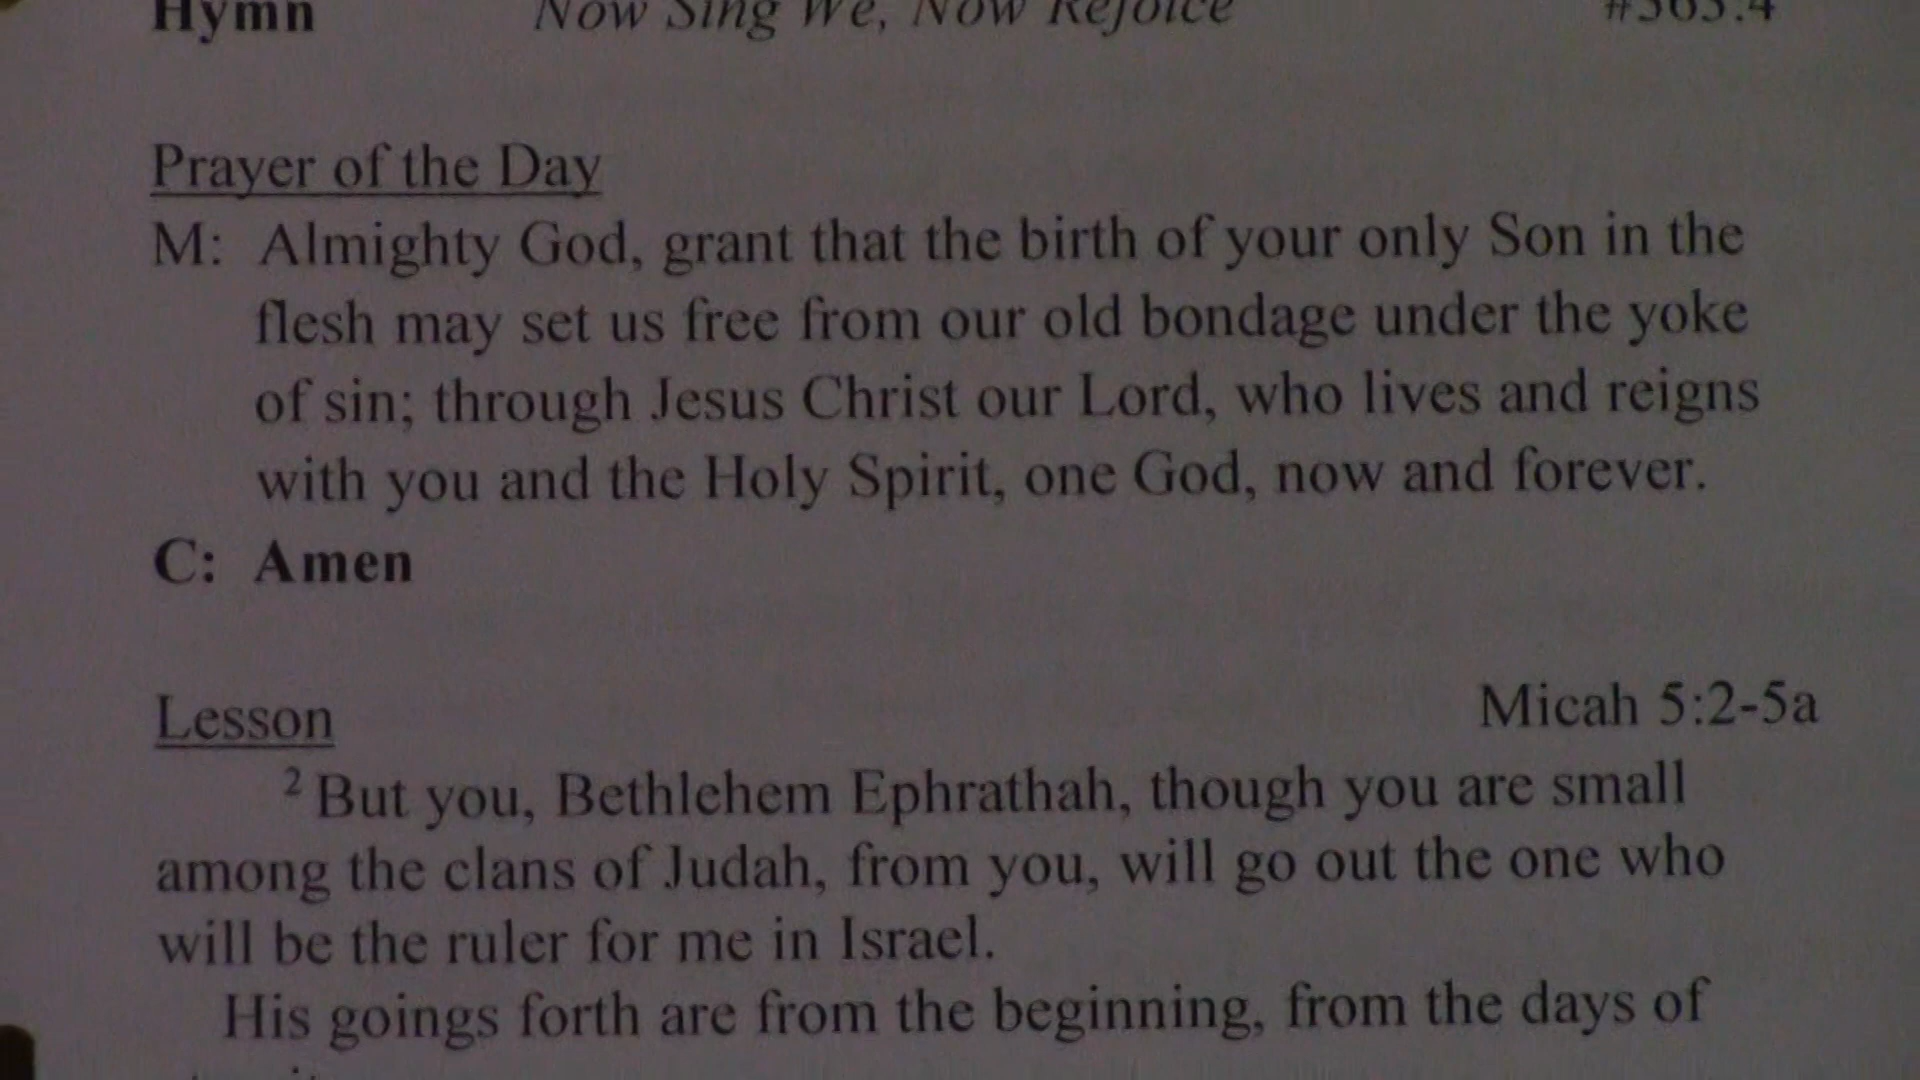 Hymn Now Sing We, Now Rejoice
Prayer of the Day
M: Almighty God, grant that the birth of your only Son in the
flesh may set us free from our old bondage under the yoke
of sin; through Jesus Christ our Lord, who lives and reigns
with you and the Holy Spirit, one God, now and forever.
C: Amen
Lesson Micah 5:2-5a
2 But you, Bethlehem Ephrathah, though you are small
among the clans of Judah, from you, will go out the one who
will be the ruler for me in Israel.
His goings forth are from the beginning, from the days of